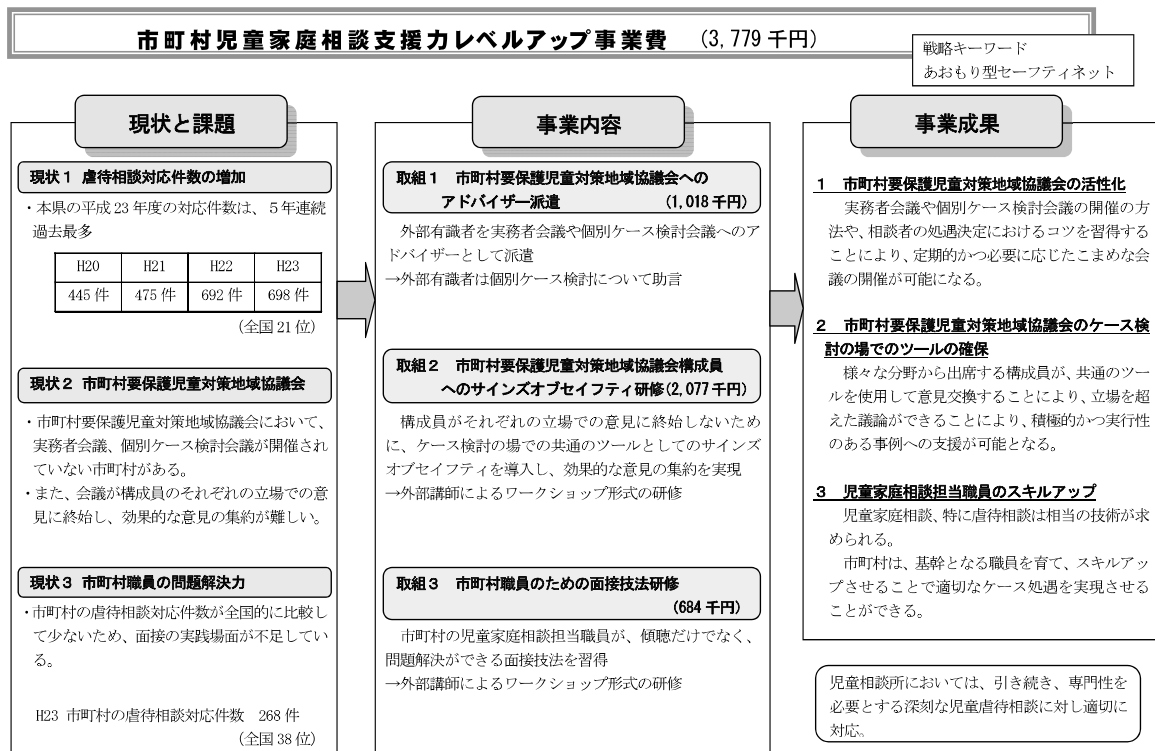 市町村児童家庭相談支援力レベルアップ事業費 (3,779 千円)
戦略キーワード
あおもり型セーフティネット
現状と課題
現状1 虐待相談対応件数の増加
・本県の平成 23 年度の対応件数は、5年連続
過去最多
H20 H21 H22 H23
445 件 475 件 692 件 698 件
(全国 21 位)
現状2 市町村要保護児童対策地域協議会
・市町村要保護児童対策地域協議会において、
実務者会議、個別ケース検討会議が開催され
ていない市町村がある。
・また、会議が構成員のそれぞれの立場での意
見に終始し、効果的な意見の集約が難しい。
現状3 市町村職員の問題解決力
・市町村の虐待相談対応件数が全国的に比較し
て少ないため、面接の実践場面が不足してい
る。
H23 市町村の虐待相談対応件数 268 件
(全国 38 位)
事業内容
取組1 市町村要保護児童対策地域協議会への
アドバイザー派遣 (1,018 千円)
外部有識者を実務者会議や個別ケース検討会議へのア
ドバイザーとして派遣
→外部有識者は個別ケース検討について助言
取組2 市町村要保護児童対策地域協議会構成員
へのサインズオブセイフティ研修(2,077 千円)
構成員がそれぞれの立場での意見に終始しないため
に、ケース検討の場での共通のツールとしてのサインズ
オブセイフティを導入し、効果的な意見の集約を実現
→外部講師によるワークショップ形式の研修
取組3 市町村職員のための面接技法研修
(684 千円)
市町村の児童家庭相談担当職員が、傾聴だけでなく、
問題解決ができる面接技法を習得
→外部講師によるワークショップ形式の研修
事業成果
1 市町村要保護児童対策地域協議会の活性化
実務者会議や個別ケース検討会議の開催の方
法や、相談者の処遇決定におけるコツを習得する
ことにより、定期的かつ必要に応じたこまめな会
議の開催が可能になる。
2 市町村要保護児童対策地域協議会のケース検
討の場でのツールの確保
様々な分野から出席する構成員が、共通のツー
ルを使用して意見交換することにより、立場を超
えた議論ができることにより、積極的かつ実行性
のある事例への支援が可能となる。
3 児童家庭相談担当職員のスキルアップ
児童家庭相談、特に虐待相談は相当の技術が求
められる。
市町村は、基幹となる職員を育て、スキルアッ
プさせることで適切なケース処遇を実現させる
ことができる。
児童相談所においては、引き続き、専門性を
必要とする深刻な児童虐待相談に対し適切に
対応。